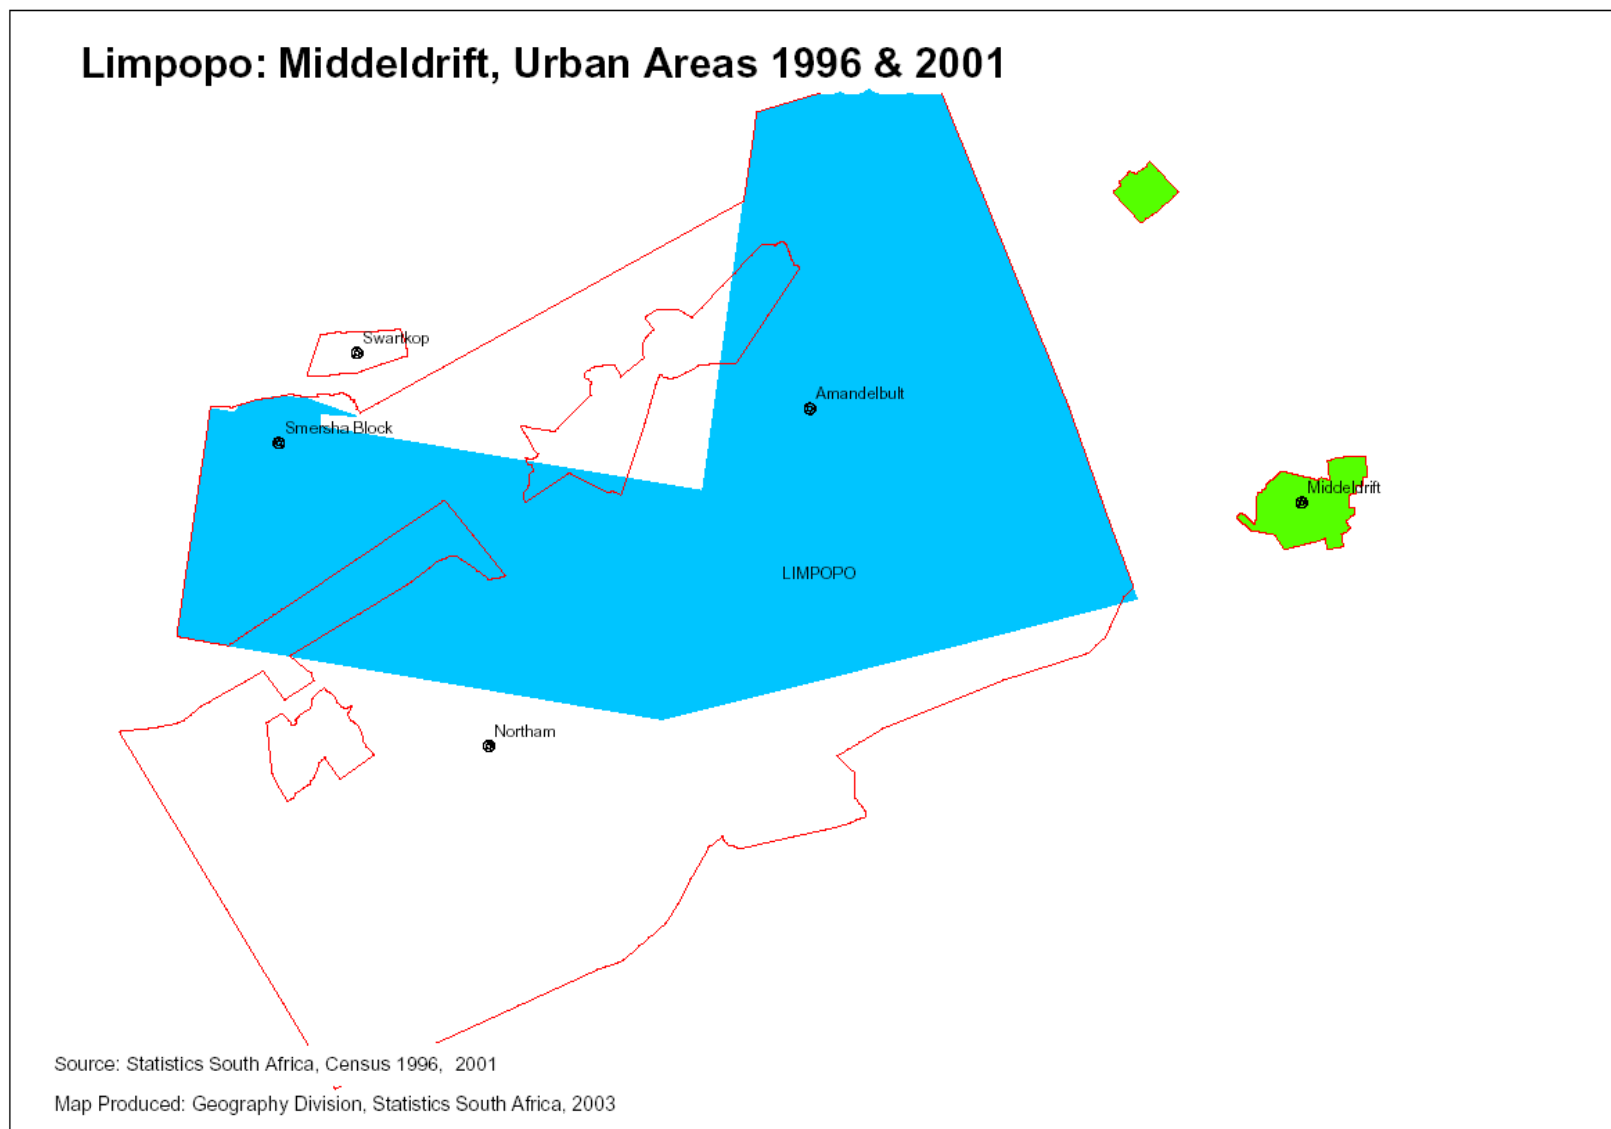 Limpopo: Middeldrift, Urban Areas 1996 & 2001
Swartkop
Amandelbult
Smersha Block
Middeldrift
LIMPOPO
Northam
Source: Statistics South Africa, Census 1996, 2001
Map Produced: Geography Division, Statistics South Africa, 2003